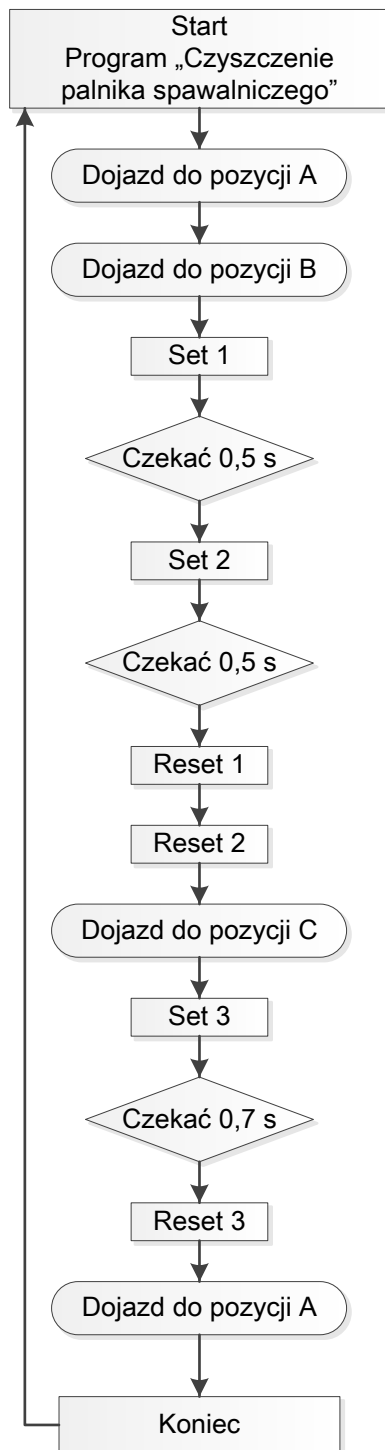 Start
Program „Czyszczenie
palnika spawalniczego”
Dojazd do pozycji A
Dojazd do pozycji B
Set 1
Czekać 0,5 s
Set 2
Czekać 0,5 s
Reset 1
Reset 2
Dojazd do pozycji C
Set 3
Czekać 0,7 s
Reset 3
Dojazd do pozycji A
Koniec